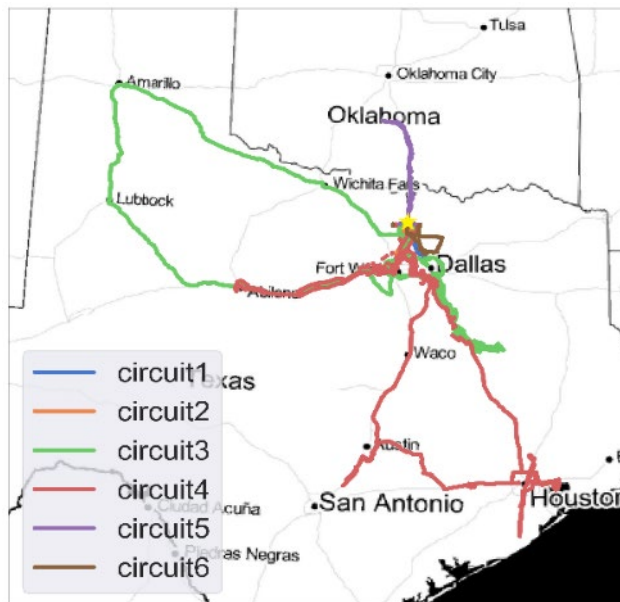 Tulsa
Amarillo
Oklahoma City
Oklahoma
Wichita Falls
Lubbock
Fort W
Dallas
Abilene
Waco
circuit1
Texas
circuit2
circuit3
Austin
circuit4
San Antonio
Houston
Ciudad Acuña
circuit5
Piedras Negras
circuit6